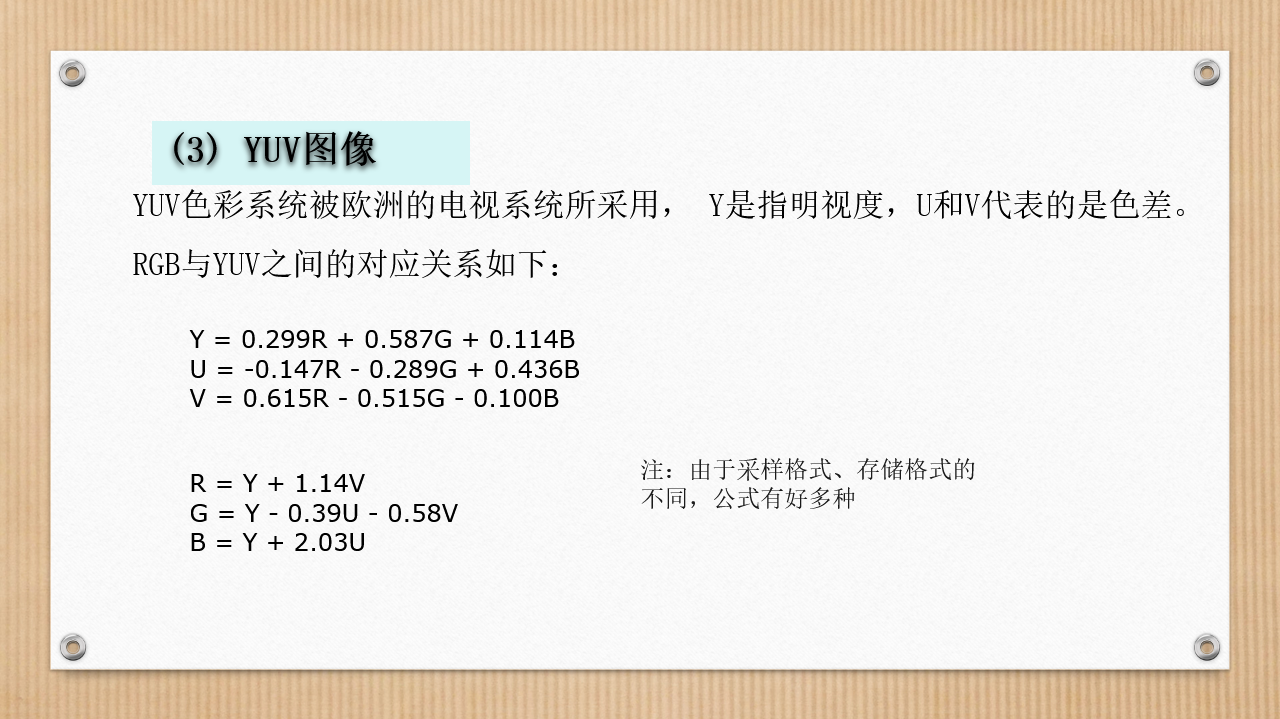 (3) YUV图像
YUV色彩系统被欧洲的电视系统所采用， Y是指明视度，U和V代表的是色差。
RGB与YUV之间的对应关系如下：
Y = 0.299R + 0.587G + 0.114B
U = -0.147R - 0.289G + 0.436B
V = 0.615R - 0.515G - 0.100B
R = Y + 1.14V
G = Y - 0.39U - 0.58V
B = Y + 2.03U
注：由于采样格式、存储格式的
不同，公式有好多种